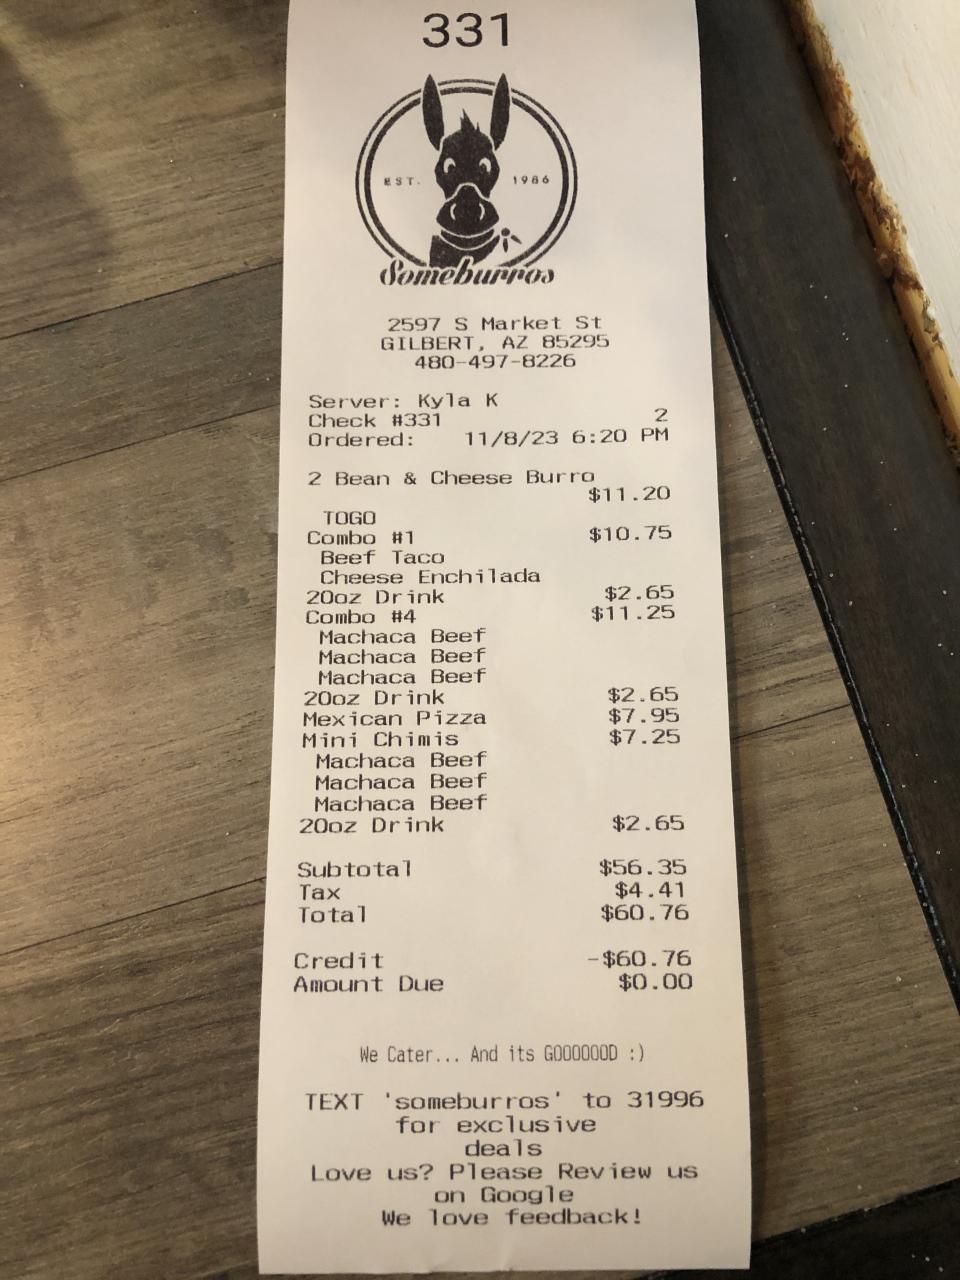 331
EST. 1986
Someburros
2597 S Market St
GILBERT, AZ 85295
480-497-8226
Server: Kyla K
Check #331 2
Ordered: 11/8/23 6:20 PM
2 Bean & Cheese Burro
$11.20
TOGO
Combo #1 $10.75
Beef Taco
Cheese Enchilada
20oz Drink $2.65
Combo #4 $11.25
Machaca Beef
Machaca Beef
Machaca Beef
20oz Drink $2.65
Mexican Pizza $7.95
Mini Chimis $7.25
Machaca Beef
Machaca Beef
Machaca Beef
20oz Drink $2.65
Subtotal $56.35
Tax $4.41
Total $60.76
Credit -$60.76
Amount Due $0.00
We Cater... And its GOOOOOOD :)
TEXT 'someburros' to 31996
for exclusive
deals
Love us? Please Review us
on Google
We love feedback!